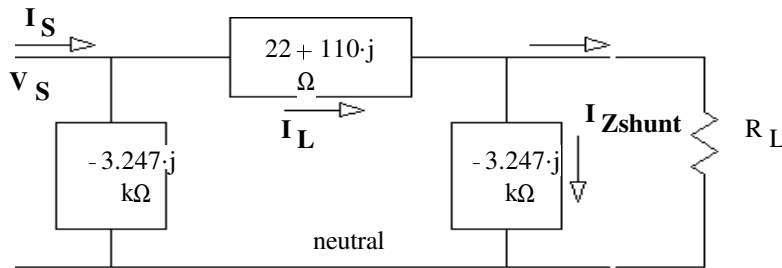 I S
V S
22 + 110·j
Ω
I L
- 3.247·j
kΩ
- 3.247·j
kΩ
I Zshunt
R L
neutral